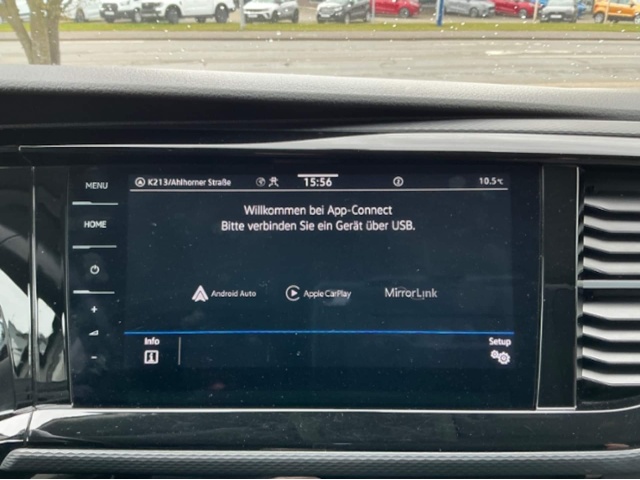 MENU
K213/Ahlhorner Straße
15:56
10.5°C
HOME
Willkommen bei App-Connect
Bitte verbinden Sie ein Gerät über USB.
Android Auto
Apple CarPlay
MirrorLink
+
-
Info
Setup